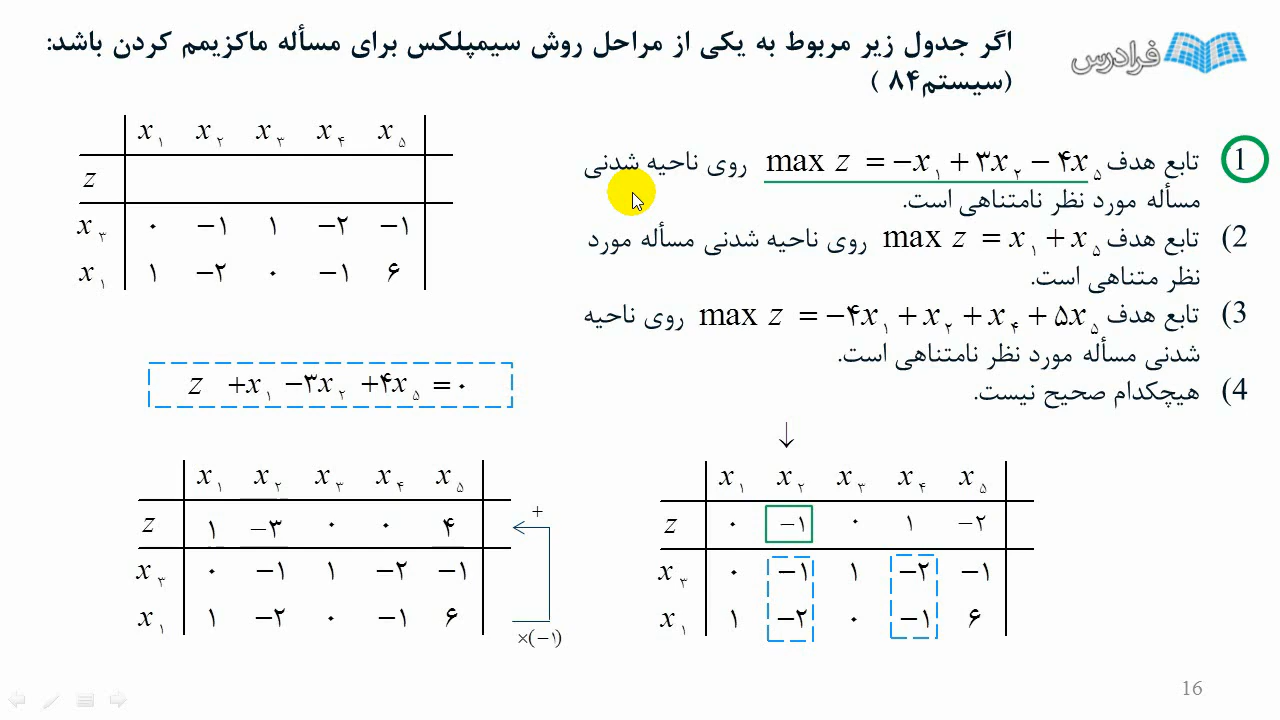 فرادرس
اگر جدول زیر مربوط به یکی از مراحل روش سیمپلکس برای مسأله ماکزیمم کردن باشد:
(سیستم۸۴ )
x۱ x۲ x۳ x۴ x۵
z
x۳ ۰ −۱ ۱ −۲ −۱
x۱ ۱ −۲ ۰ −۱ ۶
1 تابع هدف max z = −x۱ + ۳x۲ − ۴x۵ روی ناحیه شدنی
مسأله مورد نظر نامتناهی است.
2) تابع هدف max z = x۱ + x۵ روی ناحیه شدنی مسأله مورد
نظر متناهی است.
3) تابع هدف max z = −۴x۱ + x۲ + x۴ + ۵x۵ روی ناحیه
شدنی مسأله مورد نظر نامتناهی است.
4) هیچکدام صحیح نیست.
z +x۱ −۳x۲ +۴x۵ = ۰
x۱ x۲ x۳ x۴ x۵
z ۱ −۳ ۰ ۰ ۴
x۳ ۰ −۱ ۱ −۲ −۱
x۱ ۱ −۲ ۰ −۱ ۶
+
×(−۱)
↓
x۱ x۲ x۳ x۴ x۵
z ۰ −۱ ۰ ۱ −۲
x۳ ۰ −۱ ۱ −۲ −۱
x۱ ۱ −۲ ۰ −۱ ۶
16